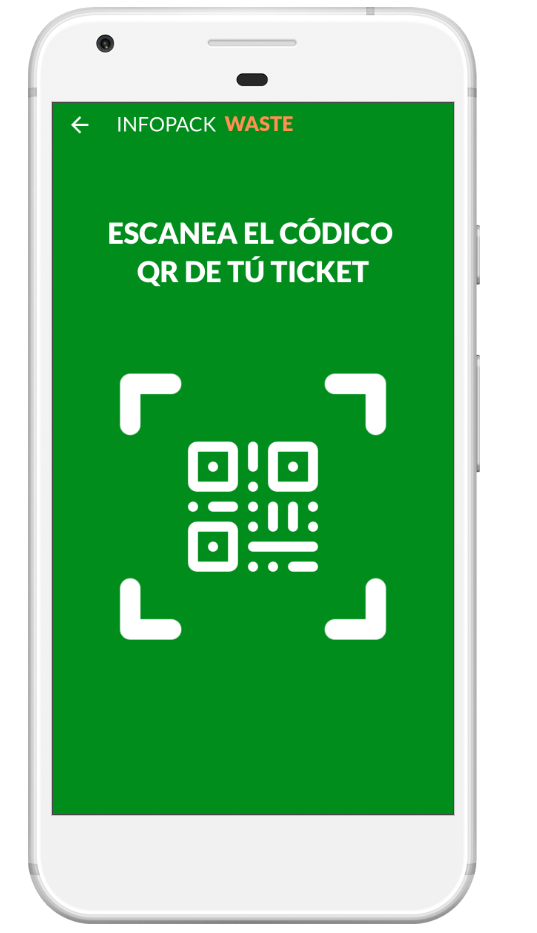 INFOPACK WASTE
ESCANEA EL CÓDICO
QR DE TÚ TICKET